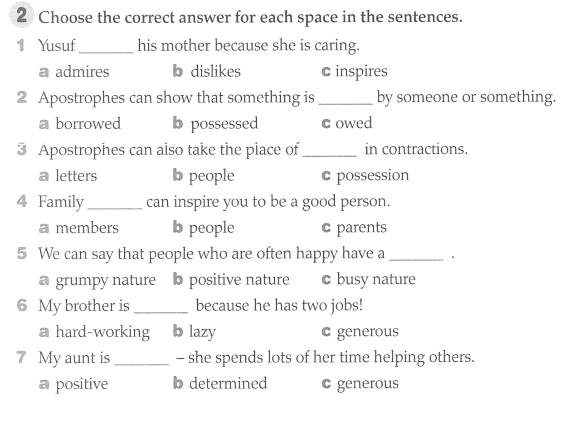 2 Choose the correct answer for each space in the sentences.
1 Yusuf _______ his mother because she is caring.
a admires b dislikes c inspires
2 Apostrophes can show that something is _______ by someone or something.
a borrowed b possessed c owed
3 Apostrophes can also take the place of _______ in contractions.
a letters b people c possession
4 Family _______ can inspire you to be a good person.
a members b people c parents
5 We can say that people who are often happy have a _______ .
a grumpy nature b positive nature c busy nature
6 My brother is _______ because he has two jobs!
a hard-working b lazy c generous
7 My aunt is _______ – she spends lots of her time helping others.
a positive b determined c generous